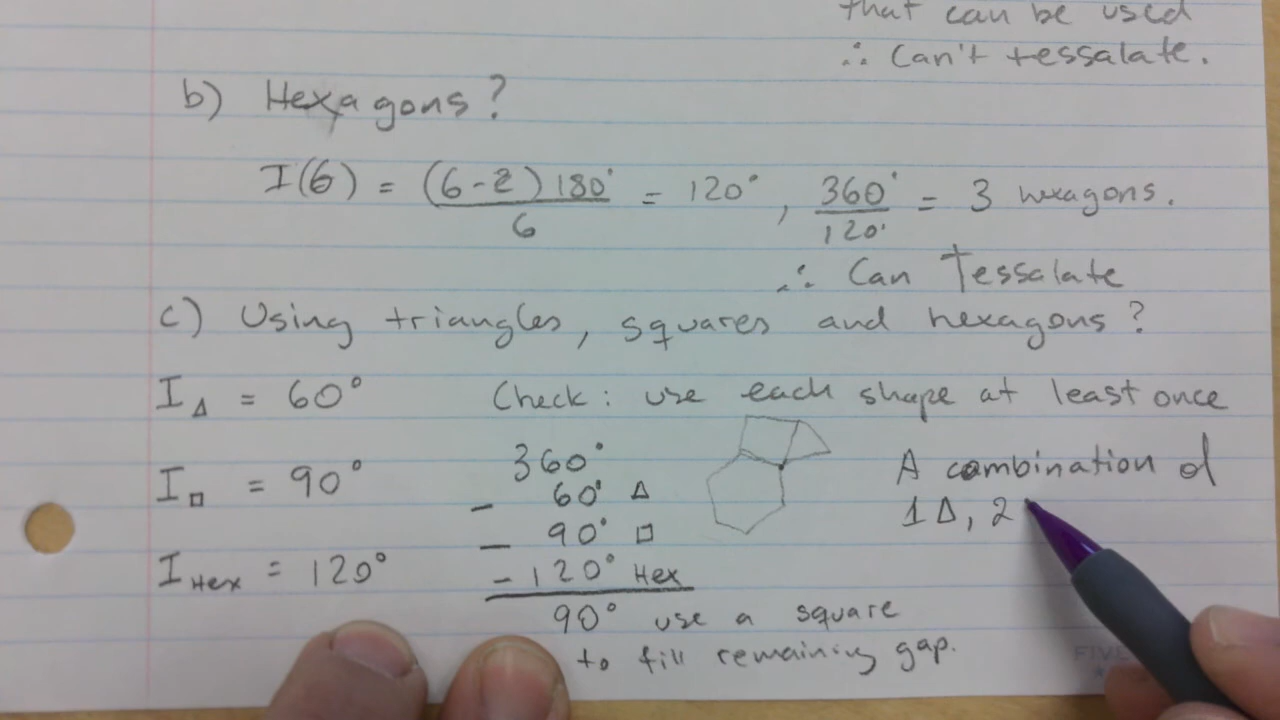 that can be used
∴ Can't tessalate.
b) Hexagons?
I(6) = (6-2)180° / 6 = 120°, 360° / 120° = 3 hexagons.
∴ Can Tessalate
c) Using triangles, squares and hexagons?
I△ = 60° Check: use each shape at least once
360°
- 60° △
I□ = 90°
- 90° □
A combination of
1△, 2
IHex = 120°
- 120° Hex
90° use a square
to fill remaining gap.
FIVE